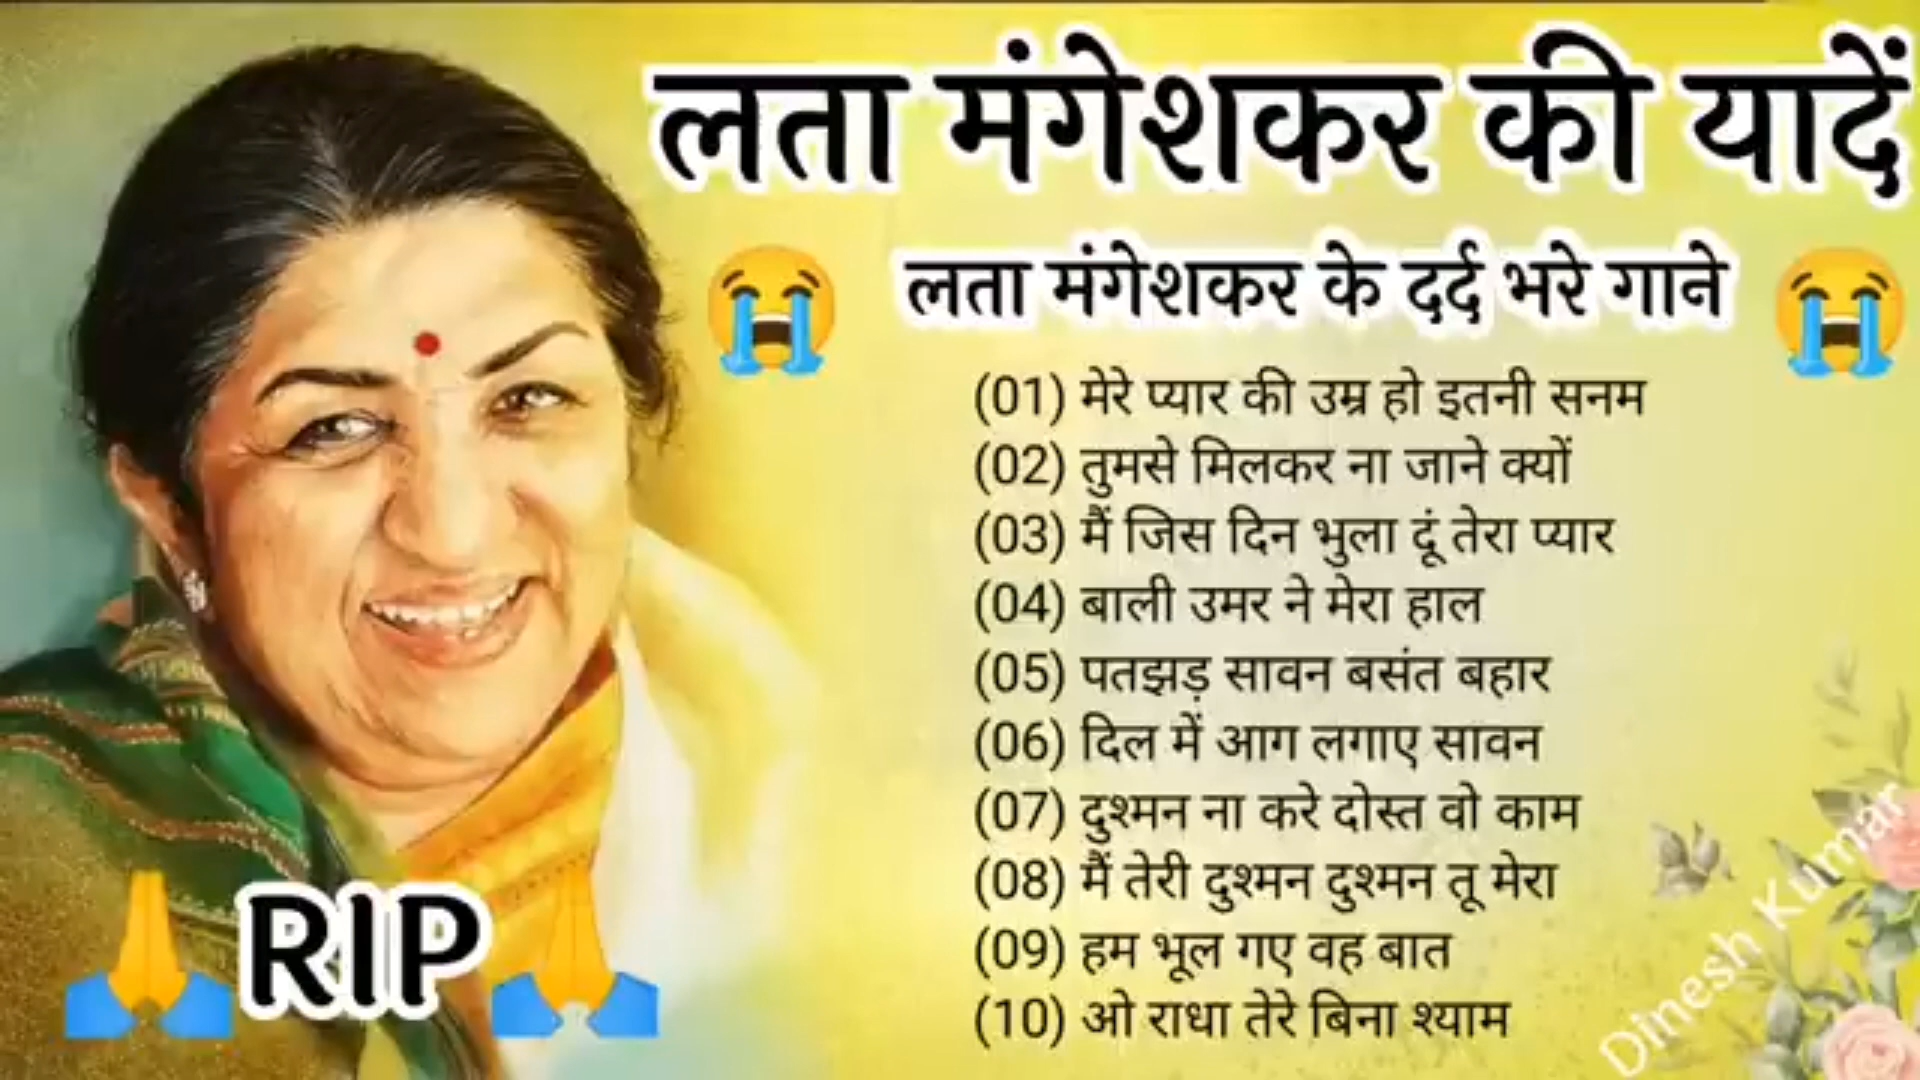 लता मंगेशकर की यादें
लता मंगेशकर के दर्द भरे गाने
(01) मेरे प्यार की उम्र हो इतनी सनम
(02) तुमसे मिलकर ना जाने क्यों
(03) मैं जिस दिन भुला दूं तेरा प्यार
(04) बाली उमर ने मेरा हाल
(05) पतझड़ सावन बसंत बहार
(06) दिल में आग लगाए सावन
(07) दुश्मन ना करे दोस्त वो काम
(08) मैं तेरी दुश्मन दुश्मन तू मेरा
(09) हम भूल गए वह बात
(10) ओ राधा तेरे बिना श्याम
RIP
Dinesh Kumar